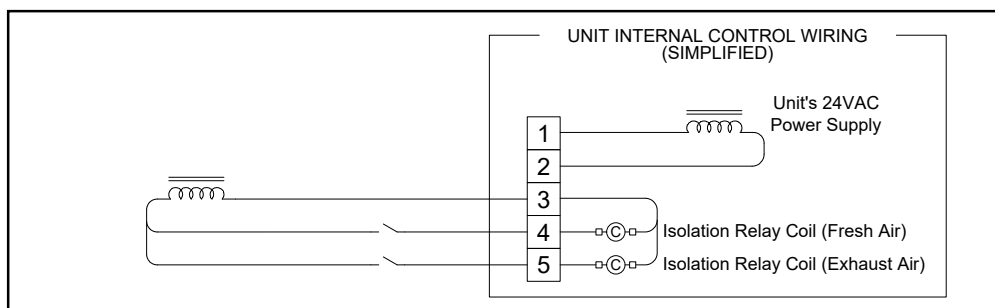 UNIT INTERNAL CONTROL WIRING
(SIMPLIFIED)
Unit's 24VAC
Power Supply
1
2
3
4
C
Isolation Relay Coil (Fresh Air)
5
C
Isolation Relay Coil (Exhaust Air)